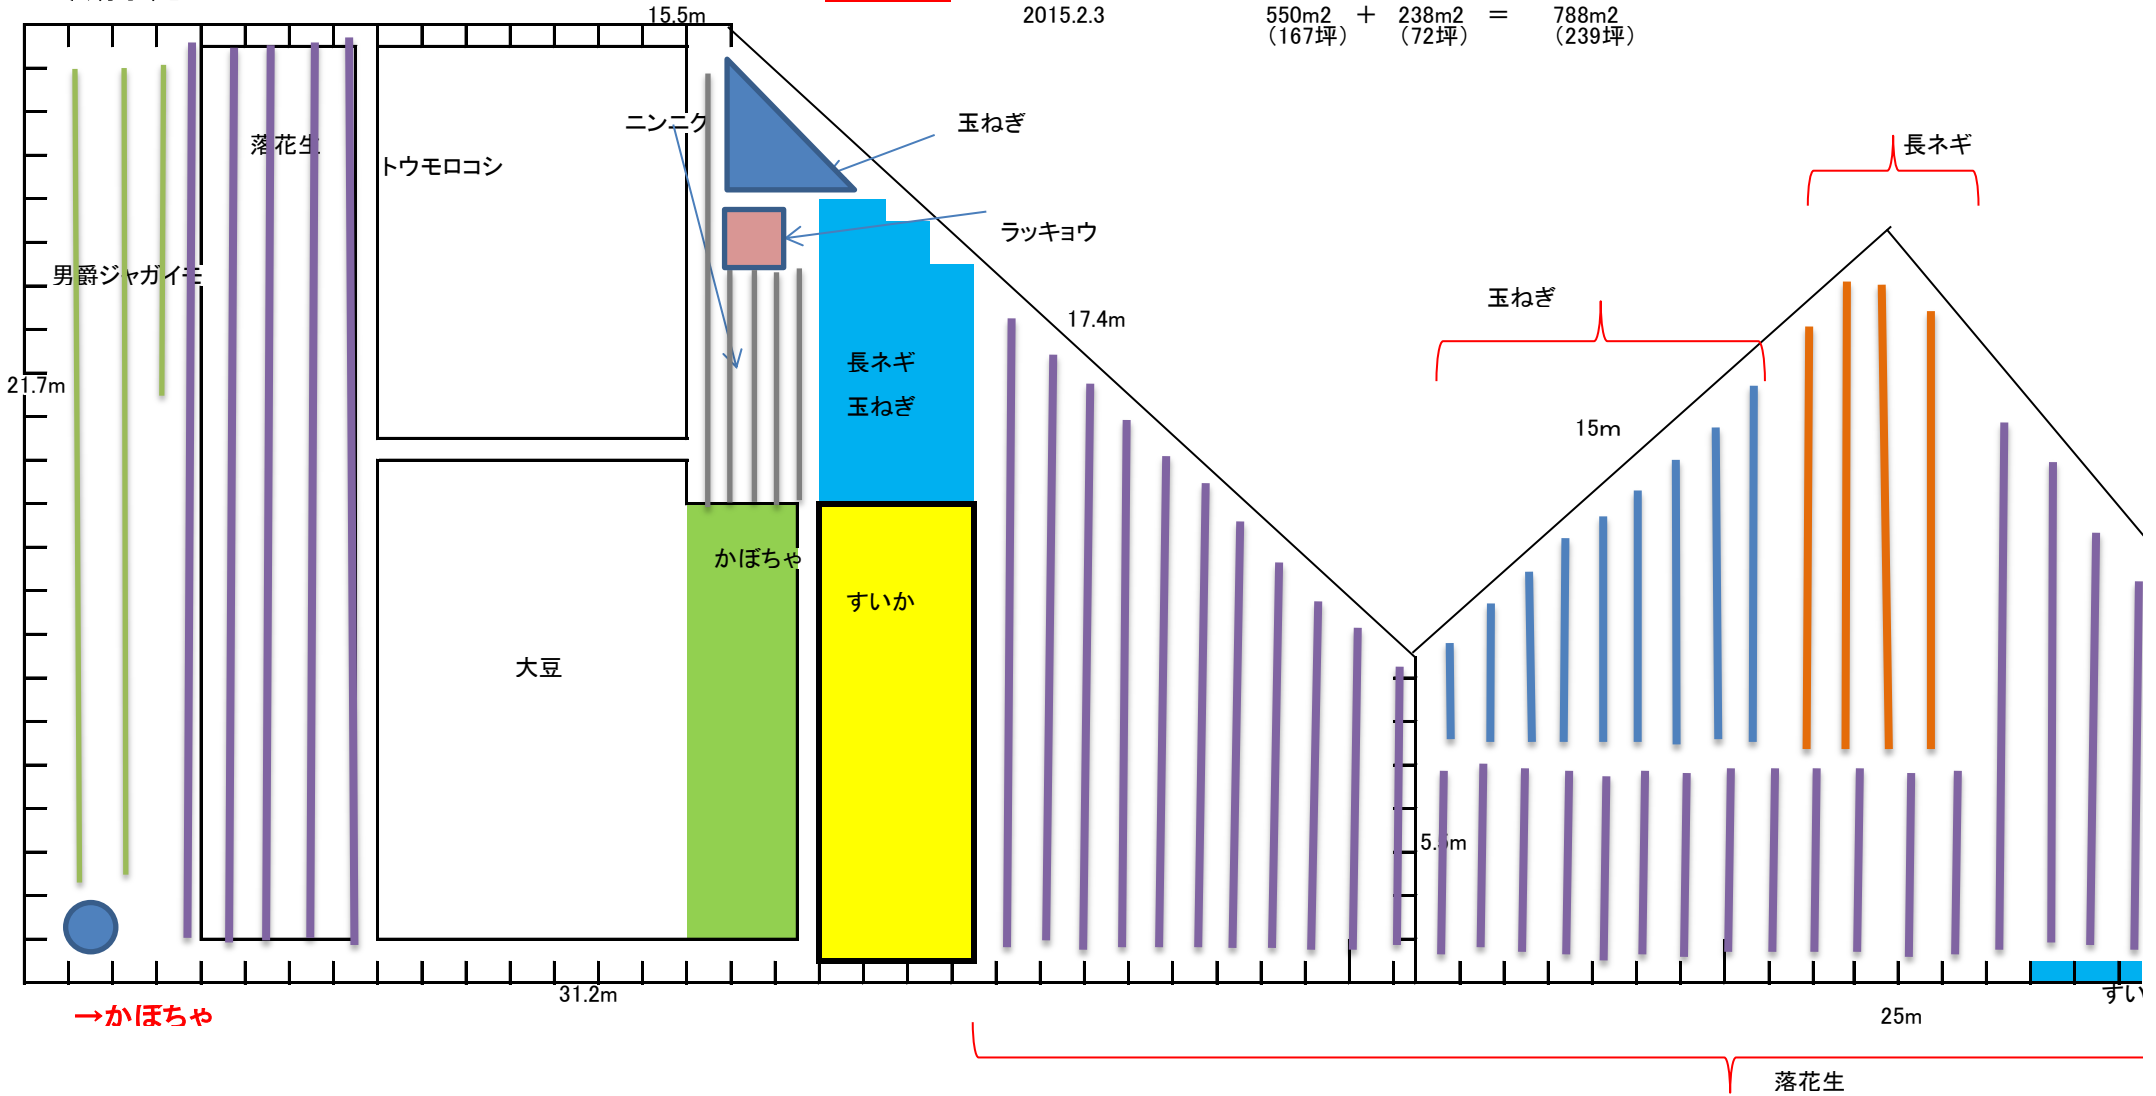 15.5m
2015.2.3
550m2 + 238m2 = 788m2
(167坪) (72坪) (239坪)
ニンニク
玉ねぎ
長ネギ
落花生
トウモロコシ
ラッキョウ
男爵ジャガイモ
玉ねぎ
17.4m
長ネギ
21.7m
玉ねぎ
15m
かぼちゃ
すいか
大豆
5.5m
31.2m
すい
→かぼちゃ
25m
落花生